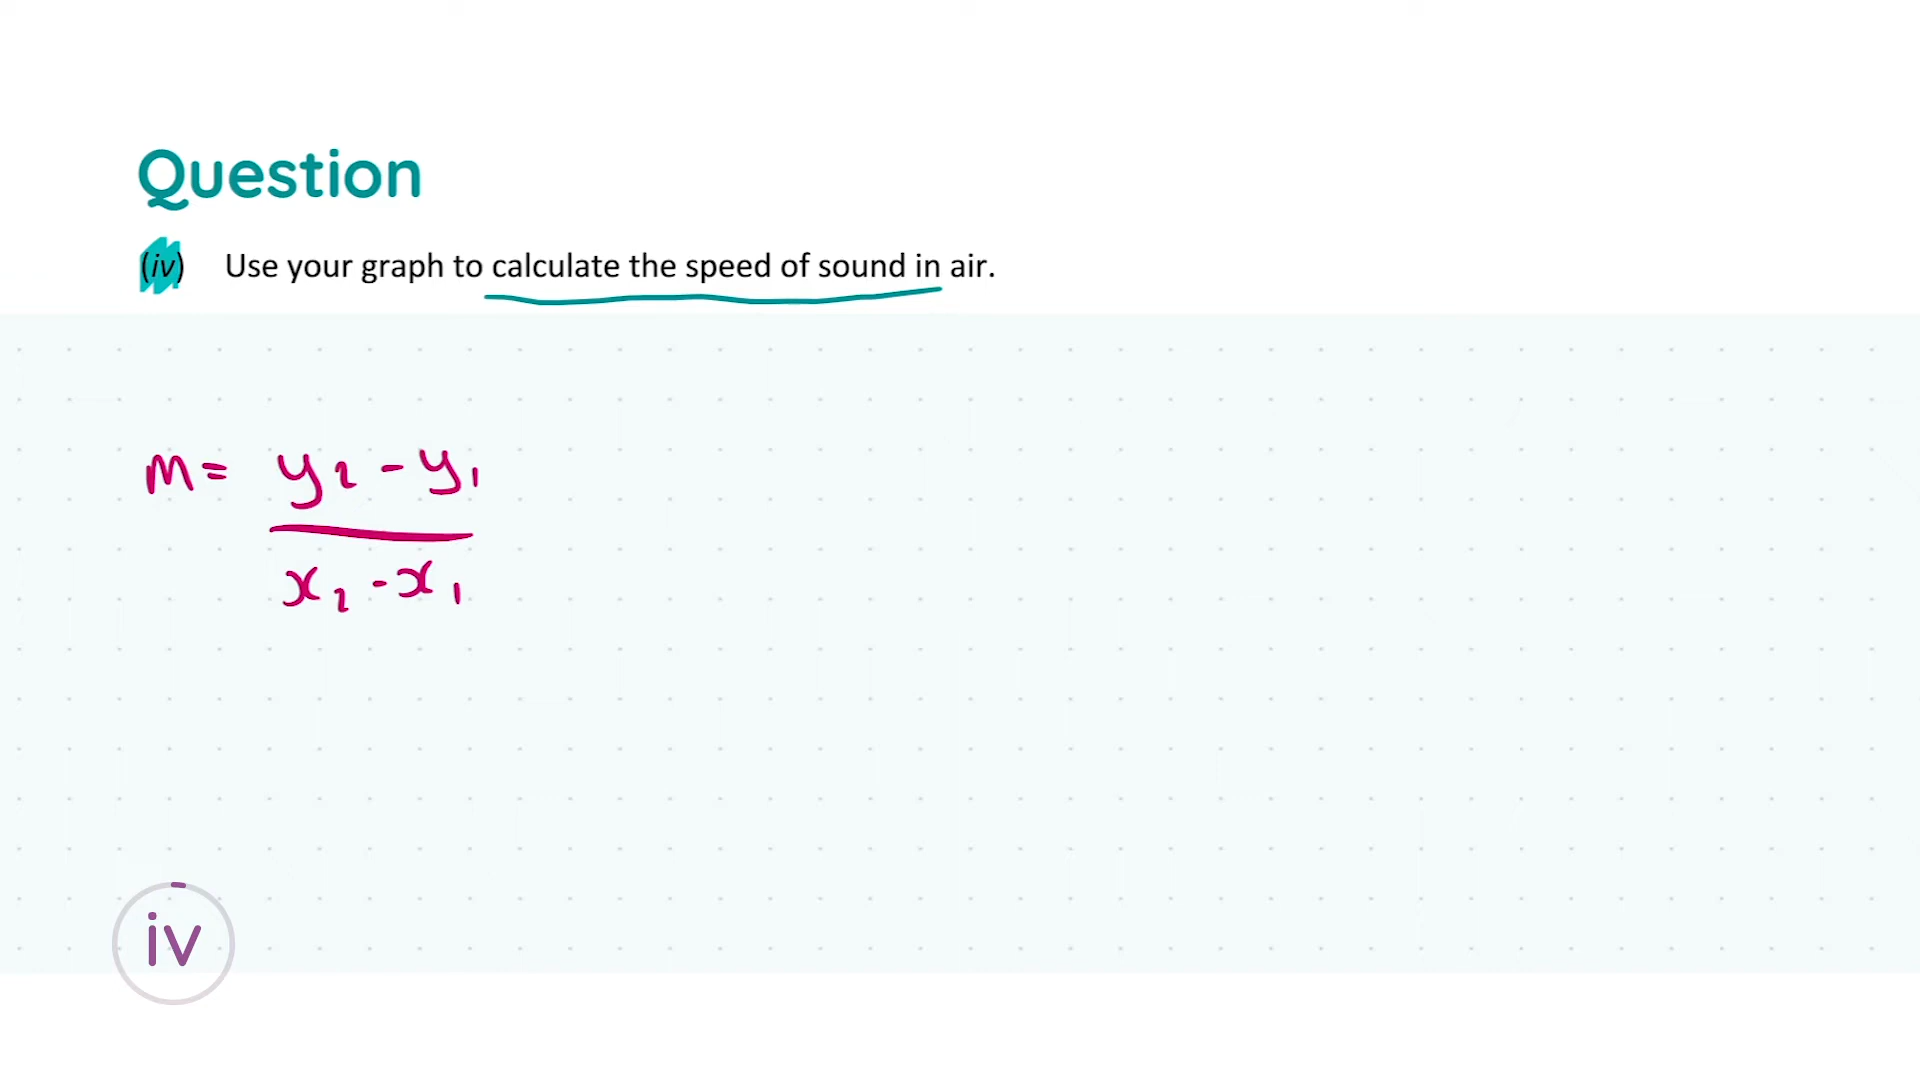 Question
(iv) Use your graph to calculate the speed of sound in air.
m = y₂ - y₁
x₂ - x₁
iv